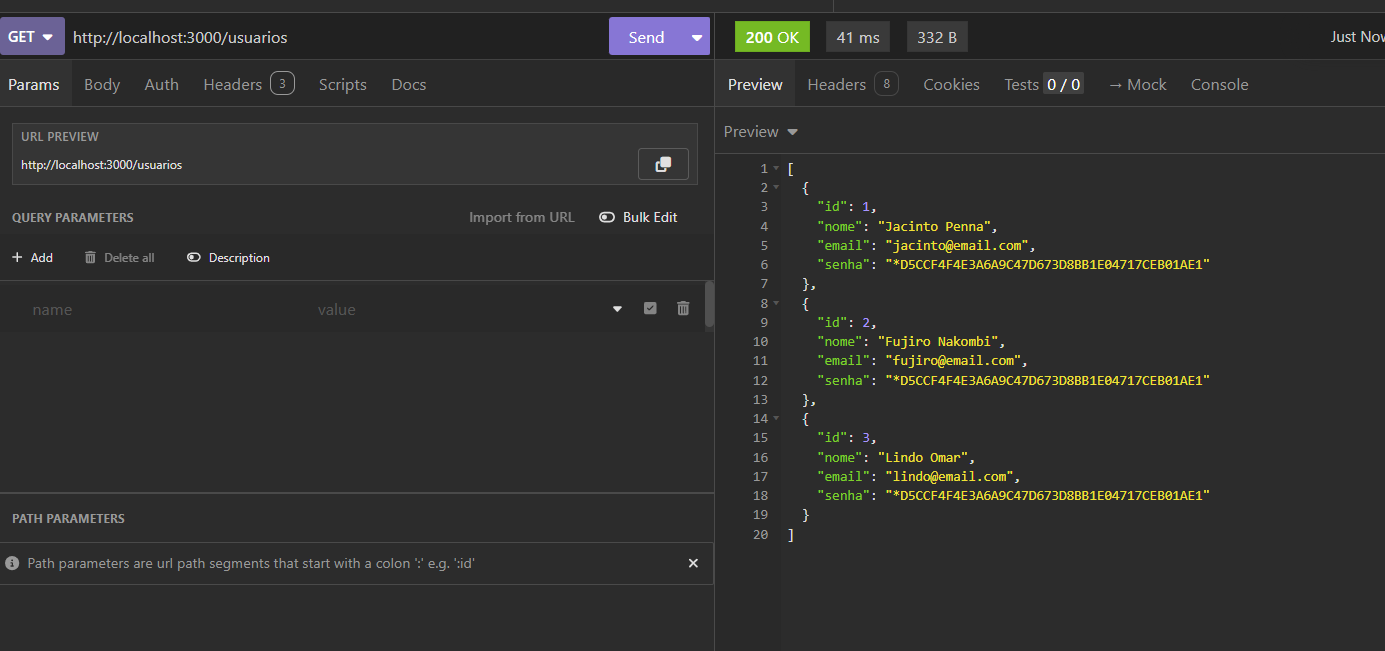 GET http://localhost:3000/usuarios Send
Params Body Auth Headers 3 Scripts Docs
URL PREVIEW
http://localhost:3000/usuarios
QUERY PARAMETERS Import from URL Bulk Edit
+ Add Delete all Description
name value
PATH PARAMETERS
Path parameters are url path segments that start with a colon ':' e.g. ':id'
200 OK 41 ms 332 B Just Now
Preview Headers 8 Cookies Tests 0 / 0 → Mock Console
Preview
1 [
2 {
3 "id": 1,
4 "nome": "Jacinto Penna",
5 "email": "jacinto@email.com",
6 "senha": "*D5CCF4F4E3A6A9C47D673D8BB1E04717CEB01AE1"
7 },
8 {
9 "id": 2,
10 "nome": "Fujiro Nakombi",
11 "email": "fujiro@email.com",
12 "senha": "*D5CCF4F4E3A6A9C47D673D8BB1E04717CEB01AE1"
13 },
14 {
15 "id": 3,
16 "nome": "Lindo Omar",
17 "email": "lindo@email.com",
18 "senha": "*D5CCF4F4E3A6A9C47D673D8BB1E04717CEB01AE1"
19 }
20 ]